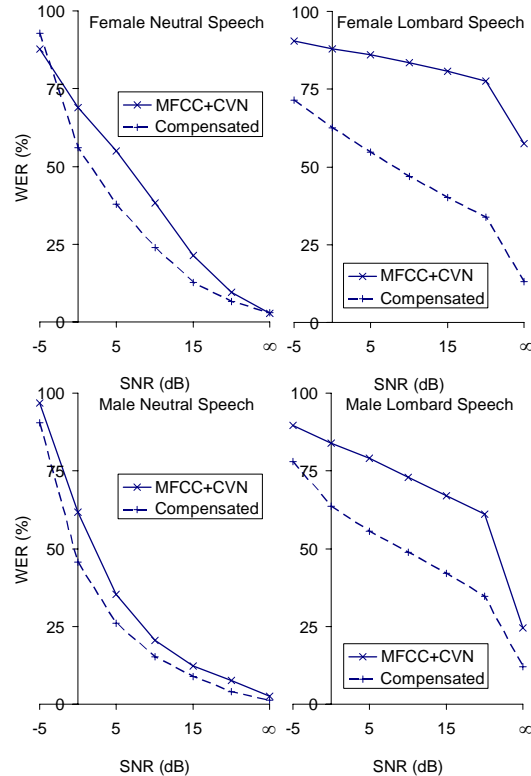 Female Neutral Speech
100
75
50
25
0
WER (%)
MFCC+CVN
Compensated
-5
5
15
∞
SNR (dB)
Female Lombard Speech
100
75
50
25
0
MFCC+CVN
Compensated
-5
5
15
∞
SNR (dB)
Male Neutral Speech
100
75
50
25
0
WER (%)
MFCC+CVN
Compensated
-5
5
15
∞
SNR (dB)
Male Lombard Speech
100
75
50
25
0
MFCC+CVN
Compensated
-5
5
15
∞
SNR (dB)